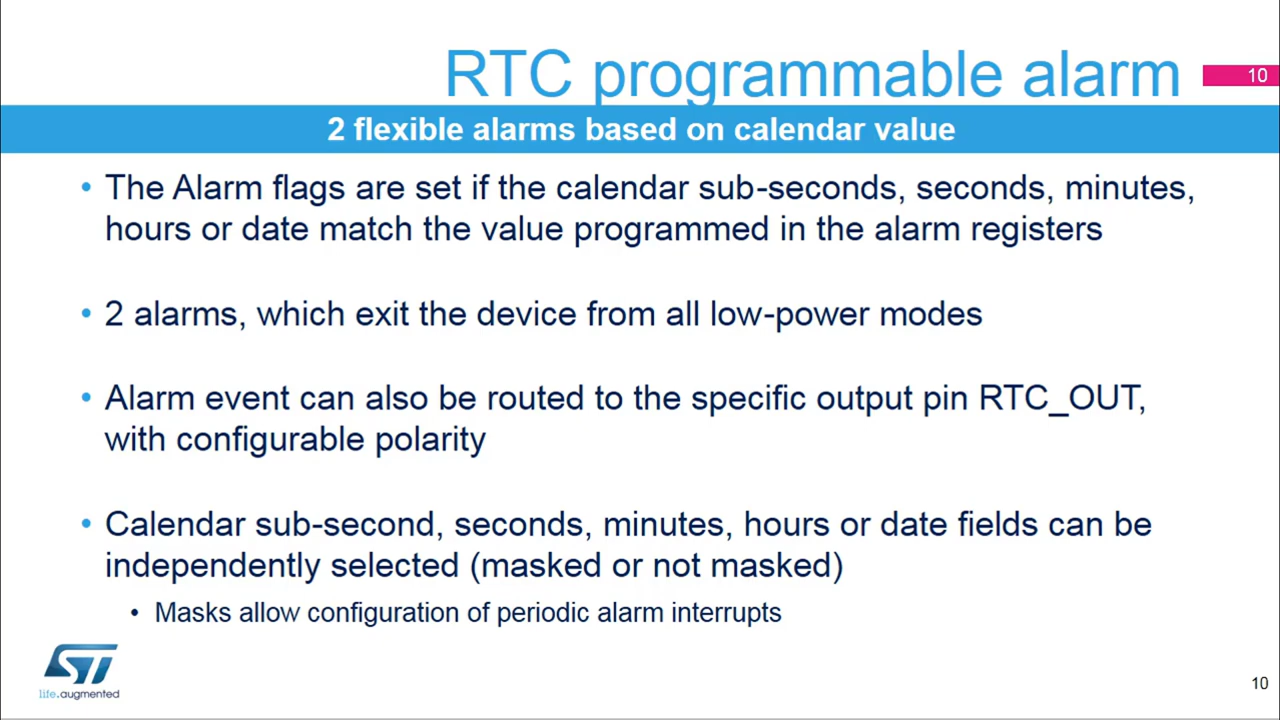 RTC programmable alarm
10
2 flexible alarms based on calendar value
• The Alarm flags are set if the calendar sub-seconds, seconds, minutes,
hours or date match the value programmed in the alarm registers
• 2 alarms, which exit the device from all low-power modes
• Alarm event can also be routed to the specific output pin RTC_OUT,
with configurable polarity
• Calendar sub-second, seconds, minutes, hours or date fields can be
independently selected (masked or not masked)
• Masks allow configuration of periodic alarm interrupts
ST
life.augmented
10